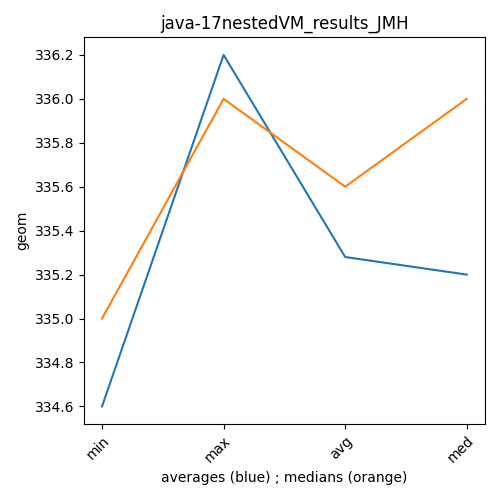 java-17nestedVM_results_JMH
geom
336.2
336.0
335.8
335.6
335.4
335.2
335.0
334.8
334.6
min
max
avg
med
averages (blue) ; medians (orange)